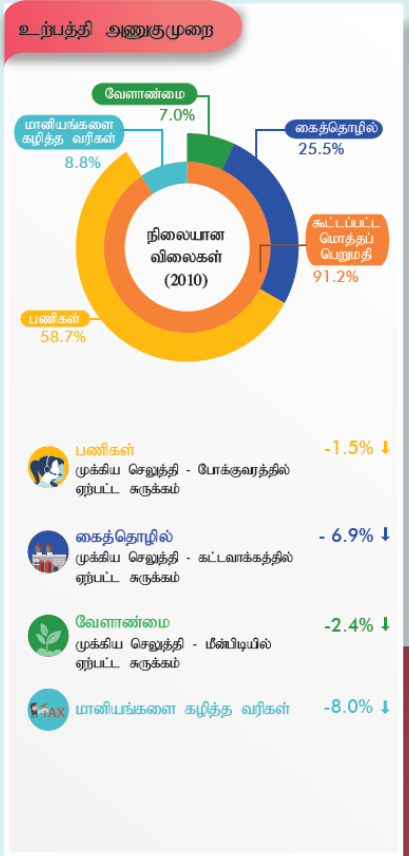 உற்பத்தி அணுகுமுறை
வேளாண்மை
7.0%
மானியங்களை
கழித்த வரிகள்
8.8%
கைத்தொழில்
25.5%
நிலையான
விலைகள்
(2010)
கூட்டப்பட்ட
மொத்தப்
பெறுமதி
91.2%
பணிகள்
58.7%
பணிகள் -1.5%
முக்கிய செலுத்தி - போக்குவரத்தில்
ஏற்பட்ட சுருக்கம்
கைத்தொழில் - 6.9%
முக்கிய செலுத்தி - கட்டவாக்கத்தில்
ஏற்பட்ட சுருக்கம்
வேளாண்மை -2.4%
முக்கிய செலுத்தி - மீன்பிடியில்
ஏற்பட்ட சுருக்கம்
TAX மானியங்களை கழித்த வரிகள் -8.0%